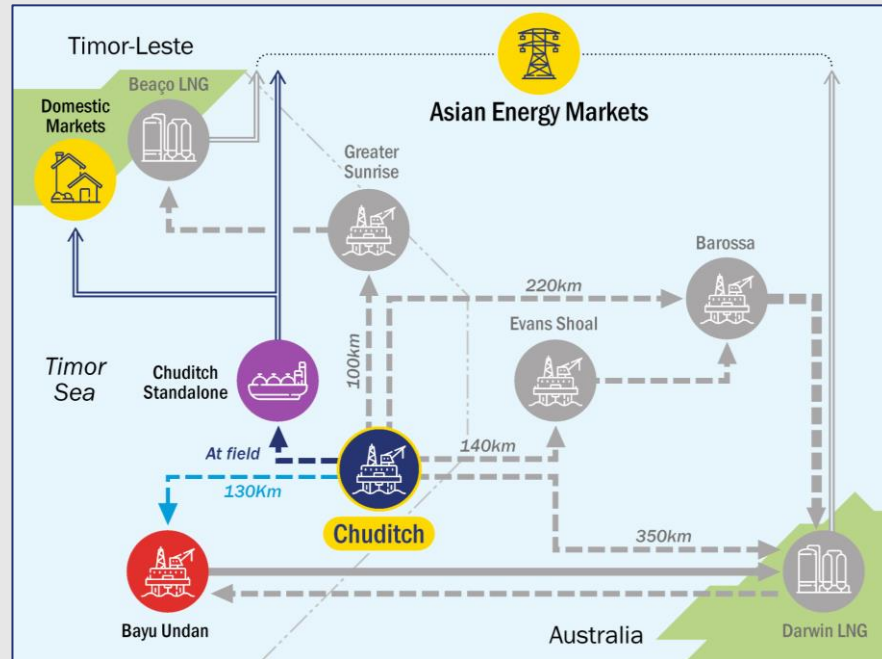 Timor-Leste
Beaço LNG
Domestic
Markets
Asian Energy Markets
Greater
Sunrise
Barossa
220km
Evans Shoal
Timor
Sea
Chuditch
Standalone
100km
At field
140km
130Km
Chuditch
350km
Bayu Undan
Australia
Darwin LNG